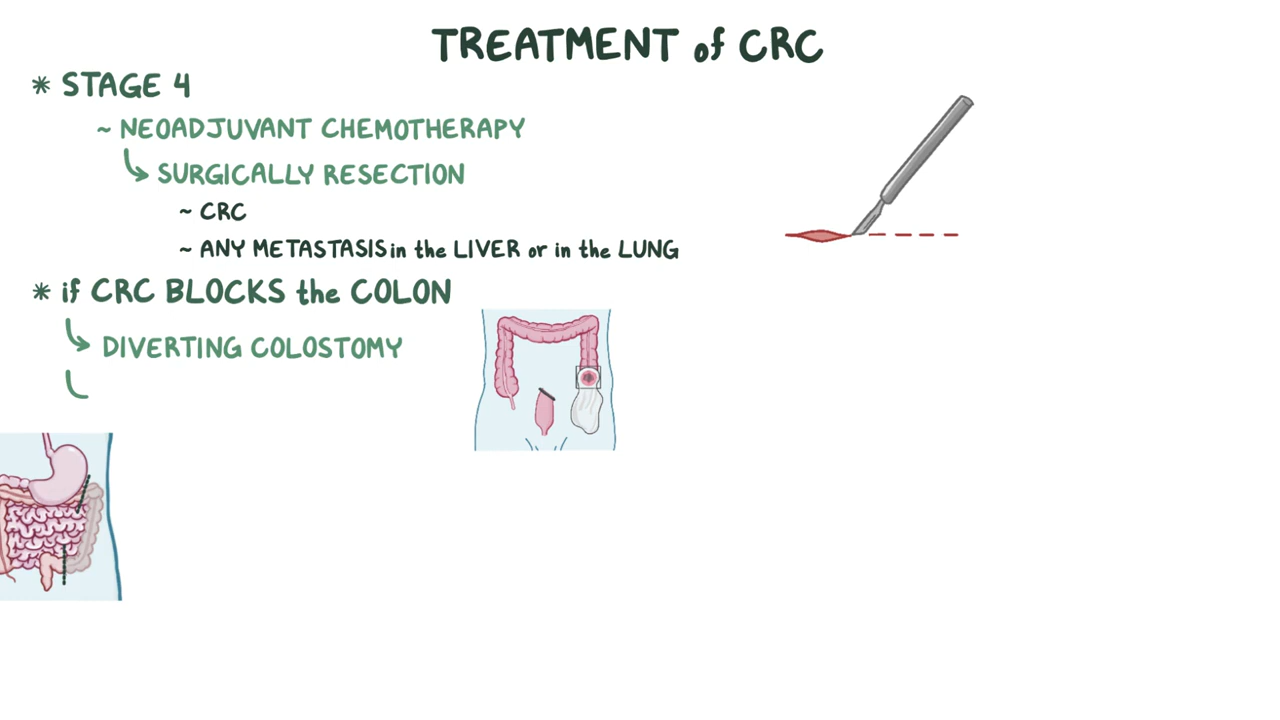 TREATMENT of CRC
* STAGE 4
~ NEOADJUVANT CHEMOTHERAPY
SURGICALLY RESECTION
~ CRC
~ ANY METASTASIS in the LIVER or in the LUNG
* if CRC BLOCKS the COLON
DIVERTING COLOSTOMY